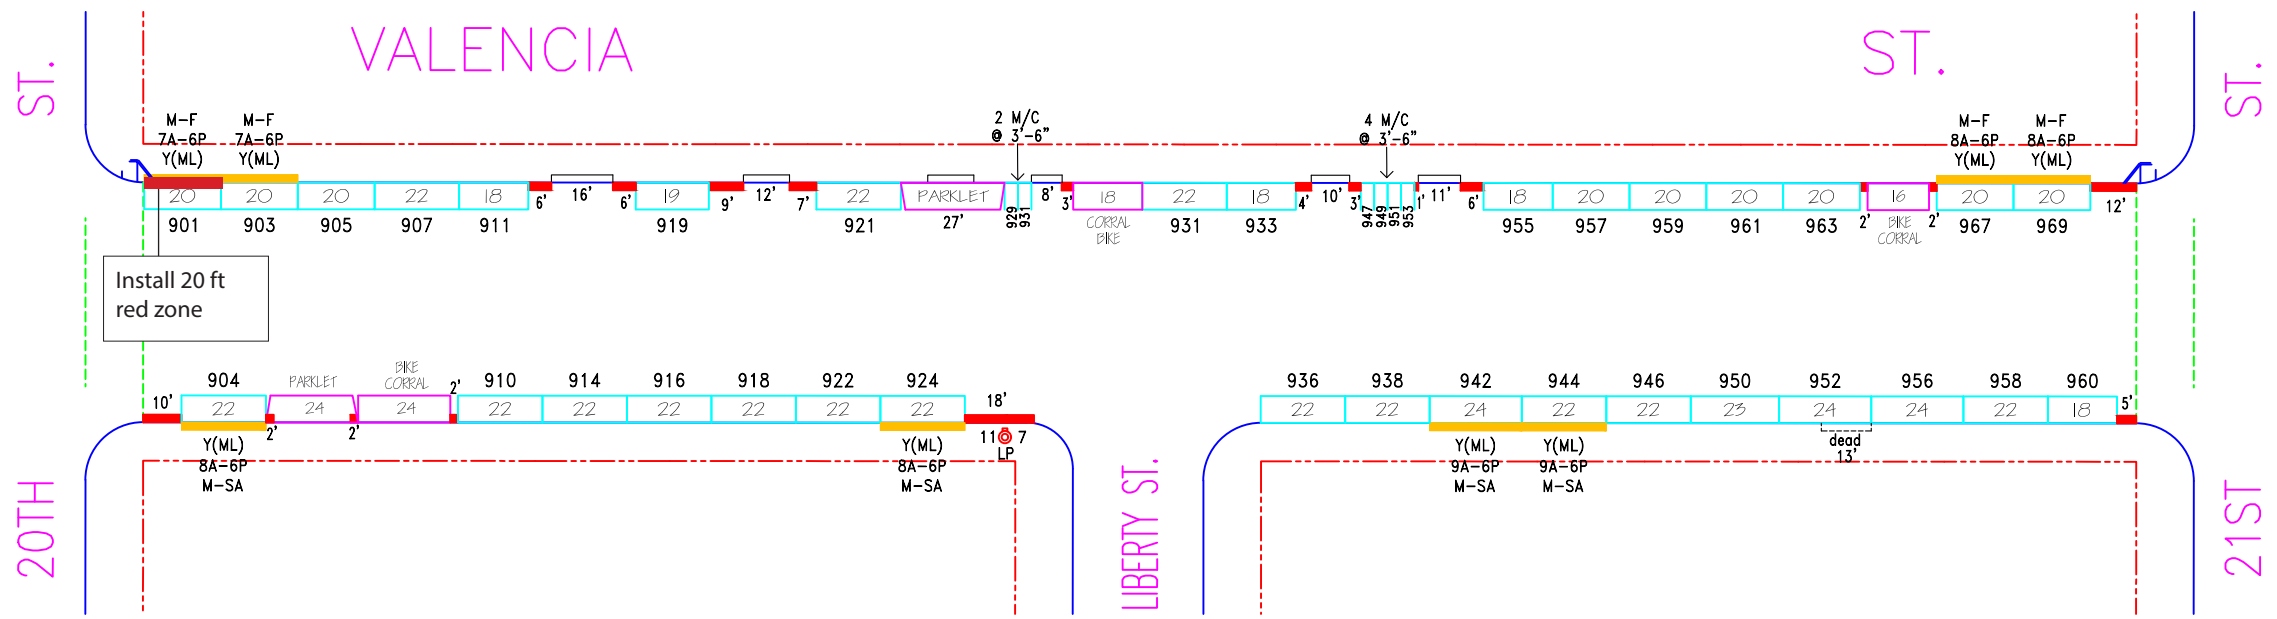 VALENCIA ST.
ST.
ST.
M-F
7A-6P
Y(ML)
M-F
7A-6P
Y(ML)
2 M/C
@ 3'-6"
4 M/C
@ 3'-6"
M-F
8A-6P
Y(ML)
M-F
8A-6P
Y(ML)
20 20 20 22 18 6' 16' 6' 19 9' 12' 7' 22 PARKLET 929 931 8' 3' 18 22 18 4' 10' 3' 947 949 951 953 1' 11' 6' 18 20 20 20 20 2' 16 2' 20 20 12'
901 903 905 907 911 919 921 27' CORRAL 931 933 955 957 959 961 963 BIKE 967 969
BIKE
CORRAL
Install 20 ft
red zone
10' 904 PARKLET BIKE
CORRAL 2' 910 914 916 918 922 924 18' 936 938 942 944 946 950 952 956 958 960 5'
22 24 24 22 22 22 22 22 22 22 22 24 22 22 23 24 24 22 18
2' 2'
Y(ML)
8A-6P
M-SA
Y(ML)
8A-6P
M-SA
11 7
LP
Y(ML)
9A-6P
M-SA
Y(ML)
9A-6P
M-SA
dead
13'
20TH
LIBERTY ST.
21ST